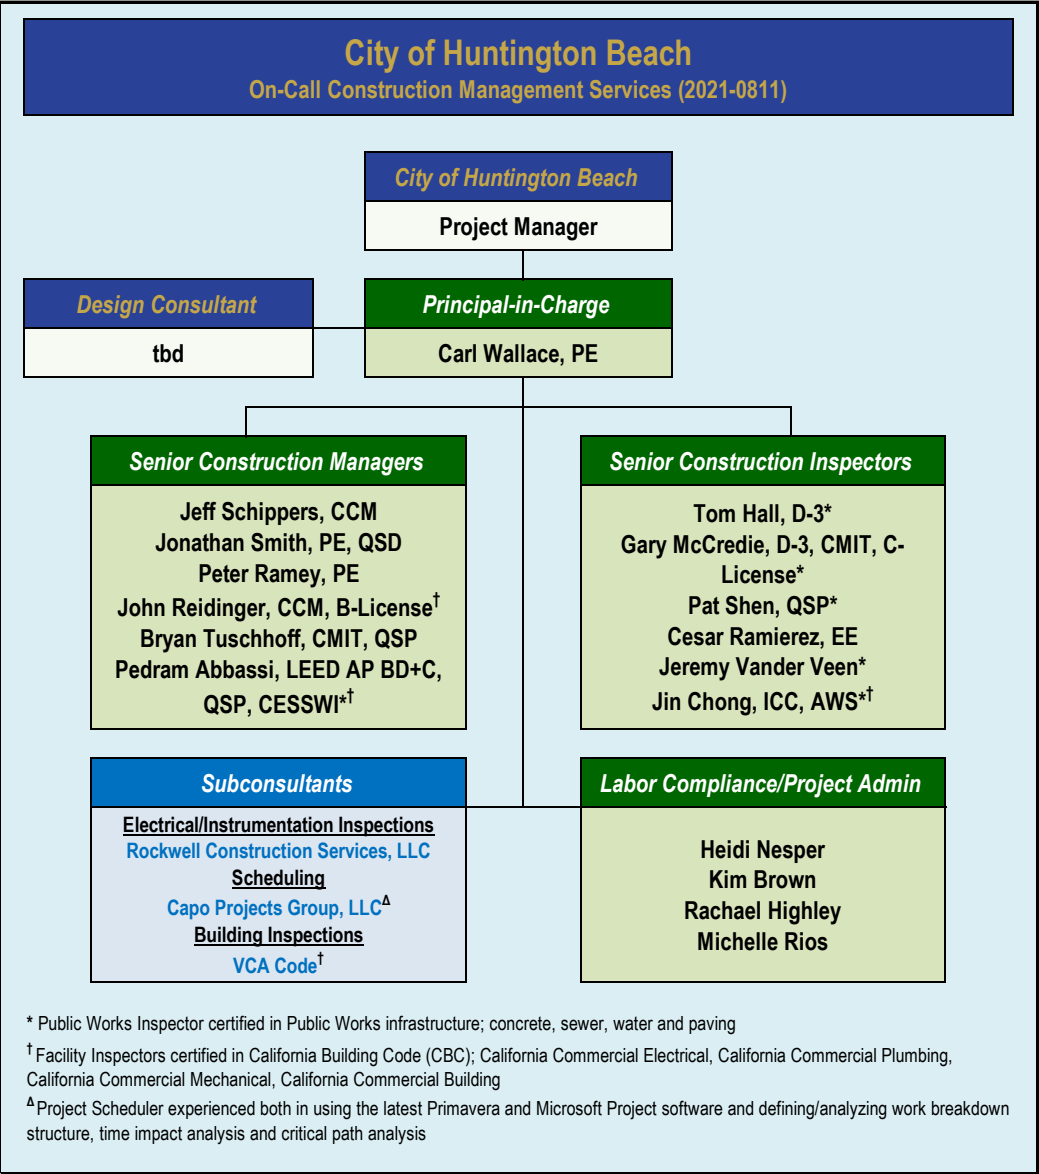 City of Huntington Beach
On-Call Construction Management Services (2021-0811)
City of Huntington Beach
Project Manager
Design Consultant
tbd
Principal-in-Charge
Carl Wallace, PE
Senior Construction Managers
Jeff Schippers, CCM
Jonathan Smith, PE, QSD
Peter Ramey, PE
John Reidinger, CCM, B-License†
Bryan Tuschhoff, CMIT, QSP
Pedram Abbassi, LEED AP BD+C,
QSP, CESSWI*†
Senior Construction Inspectors
Tom Hall, D-3*
Gary McCredie, D-3, CMIT, C-
License*
Pat Shen, QSP*
Cesar Ramierez, EE
Jeremy Vander Veen*
Jin Chong, ICC, AWS*†
Subconsultants
Electrical/Instrumentation Inspections
Rockwell Construction Services, LLC
Scheduling
Capo Projects Group, LLCΔ
Building Inspections
VCA Code†
Labor Compliance/Project Admin
Heidi Nesper
Kim Brown
Rachael Highley
Michelle Rios
* Public Works Inspector certified in Public Works infrastructure; concrete, sewer, water and paving
† Facility Inspectors certified in California Building Code (CBC); California Commercial Electrical, California Commercial Plumbing,
California Commercial Mechanical, California Commercial Building
Δ Project Scheduler experienced both in using the latest Primavera and Microsoft Project software and defining/analyzing work breakdown
structure, time impact analysis and critical path analysis